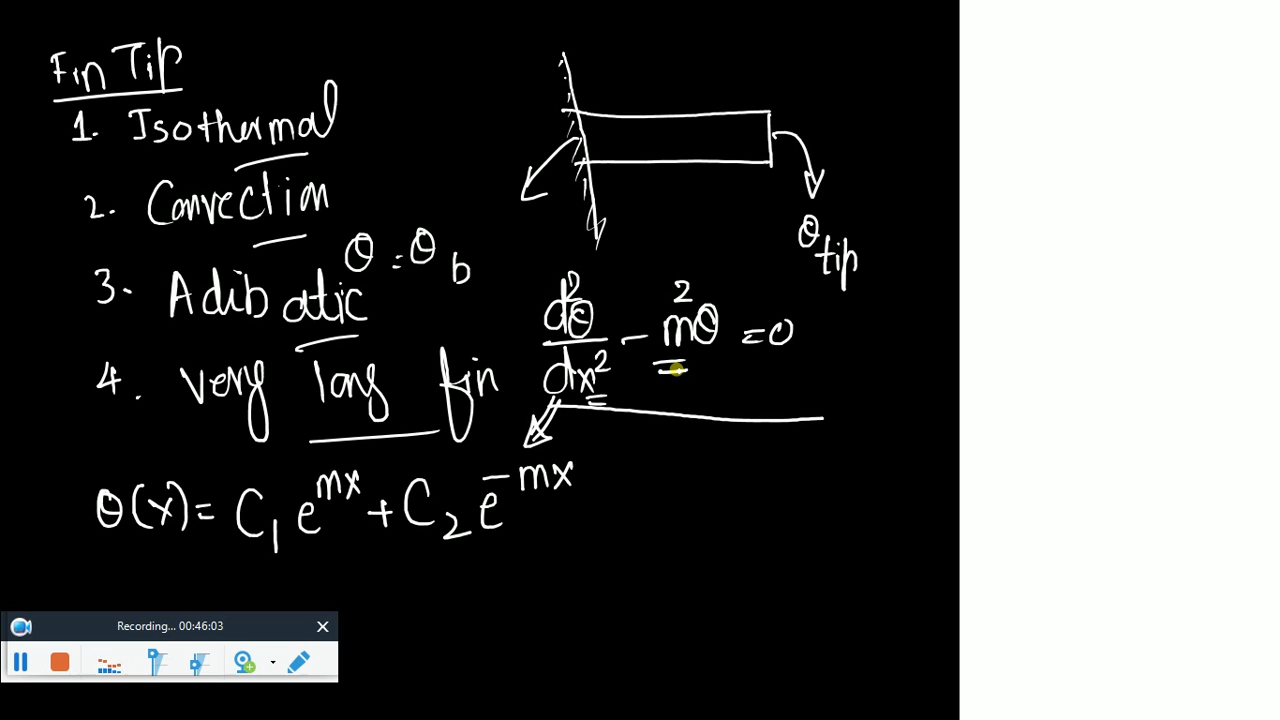 Fin Tip
1. Isothermal
2. Convection
θ = θb
3. Adibatic
4. very long fin
θtip
d²θ/dx² - m²θ = 0
θ(x) = C₁ e^mx + C₂ e^-mx
Recording... 00:46:03